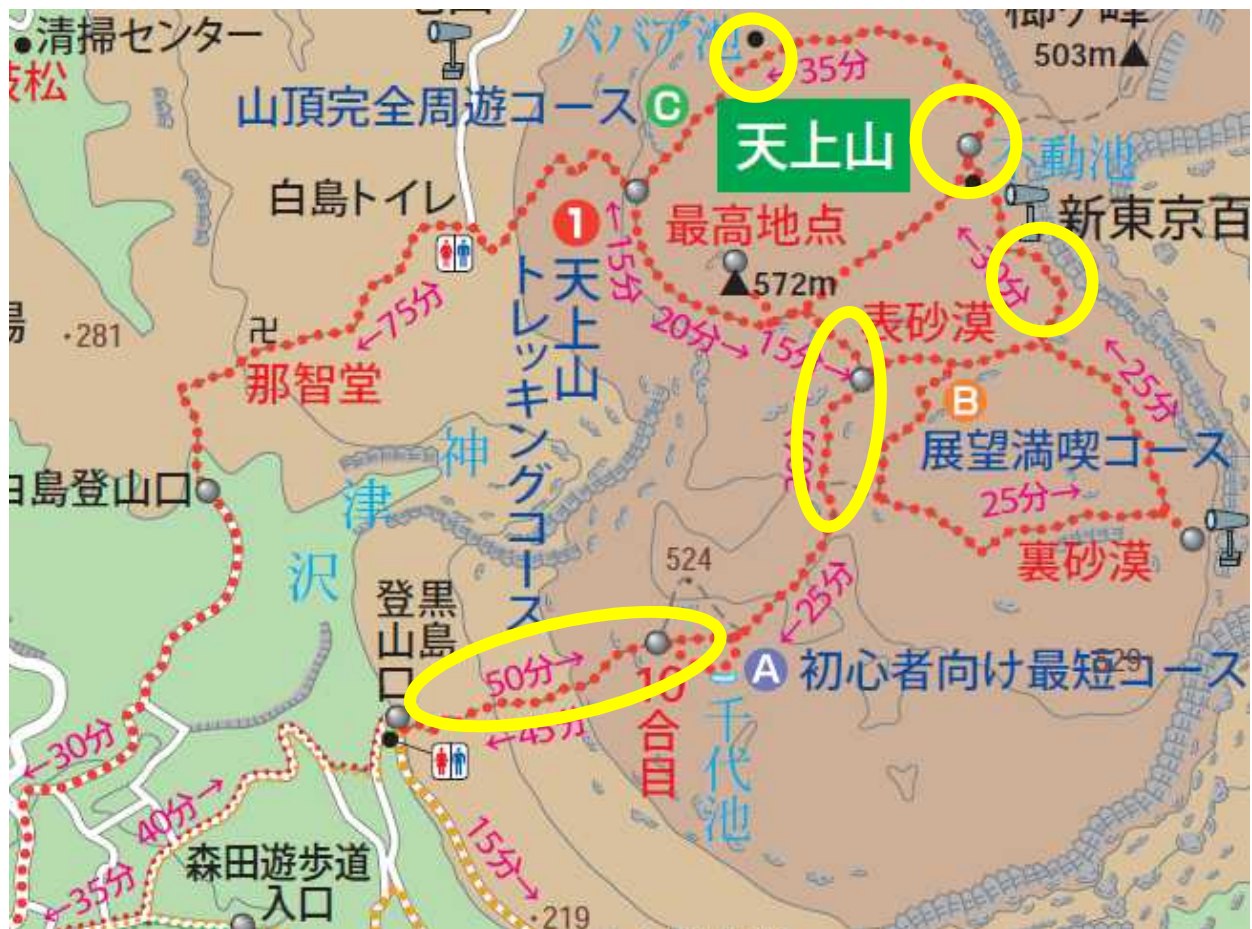 ・清掃センター
ババア池
503m▲
←35分
山頂完全周遊コース C
天上山
不動池
白島トイレ
新東京百
1 天上山トレッキングコース
最高地点
▲572m
←15分
←30分
←75分
表砂漠
20分→
15分→
・281
卍
那智堂
←25分
B
展望満喫コース
25分→
神津沢
島登山口
裏砂漠
524
←25分
黒島登山口
50分→
10合目
A 初心者向け最短コース
529
←45分
千代池
←30分
40分→
15分→
森田遊歩道
入口
←35分
・219